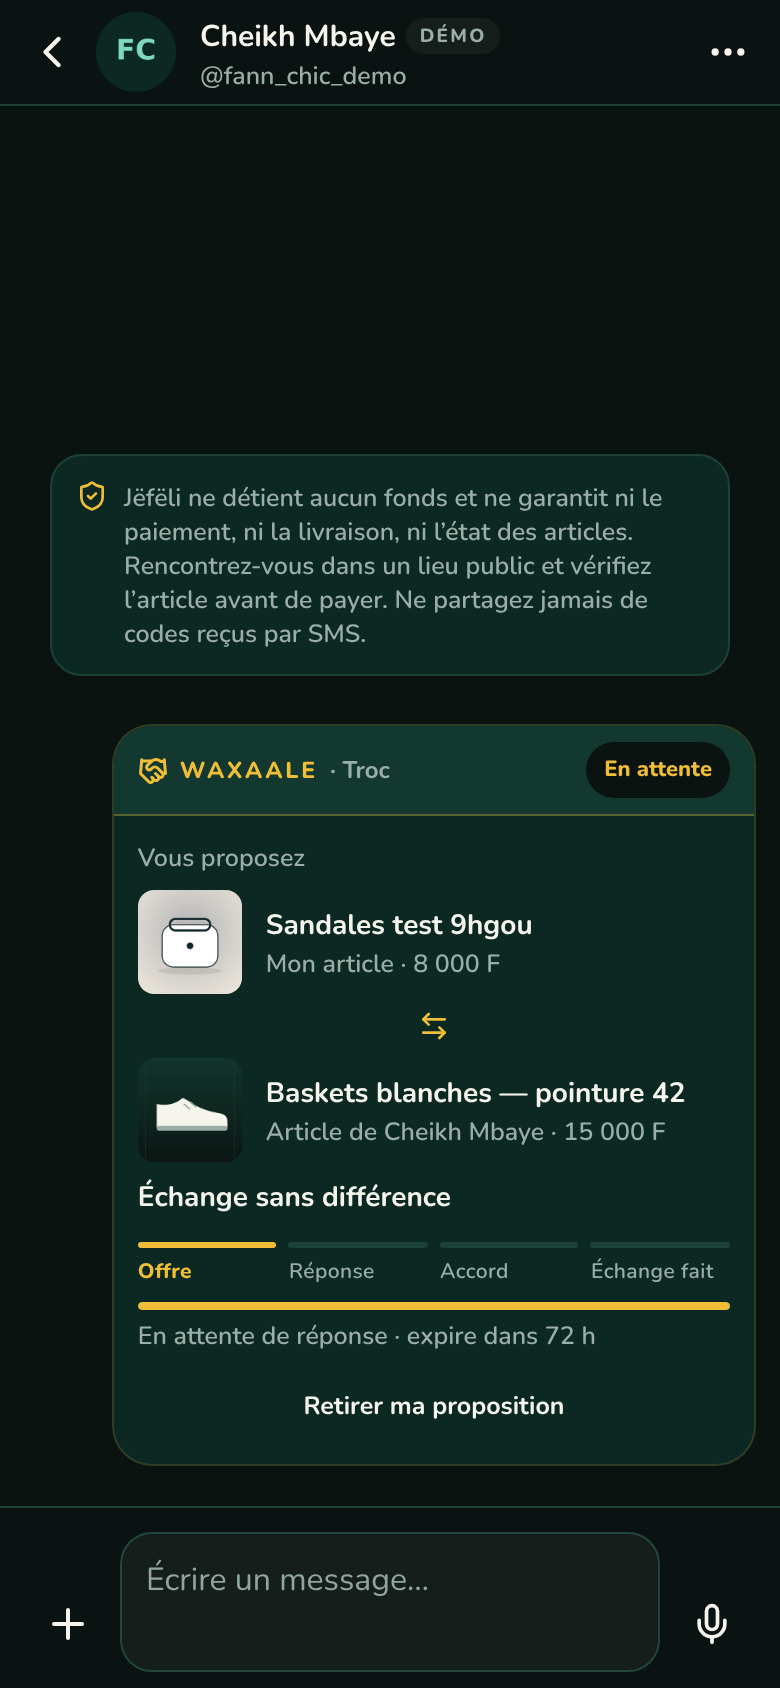 FC
Cheikh Mbaye DÉMO
@fann_chic_demo
Jëfëli ne détient aucun fonds et ne garantit ni le
paiement, ni la livraison, ni l’état des articles.
Rencontrez-vous dans un lieu public et vérifiez
l’article avant de payer. Ne partagez jamais de
codes reçus par SMS.
WAXAALE · Troc En attente
Vous proposez
Sandales test 9hgou
Mon article · 8 000 F
Baskets blanches — pointure 42
Article de Cheikh Mbaye · 15 000 F
Échange sans différence
Offre Réponse Accord Échange fait
En attente de réponse · expire dans 72 h
Retirer ma proposition
Écrire un message...